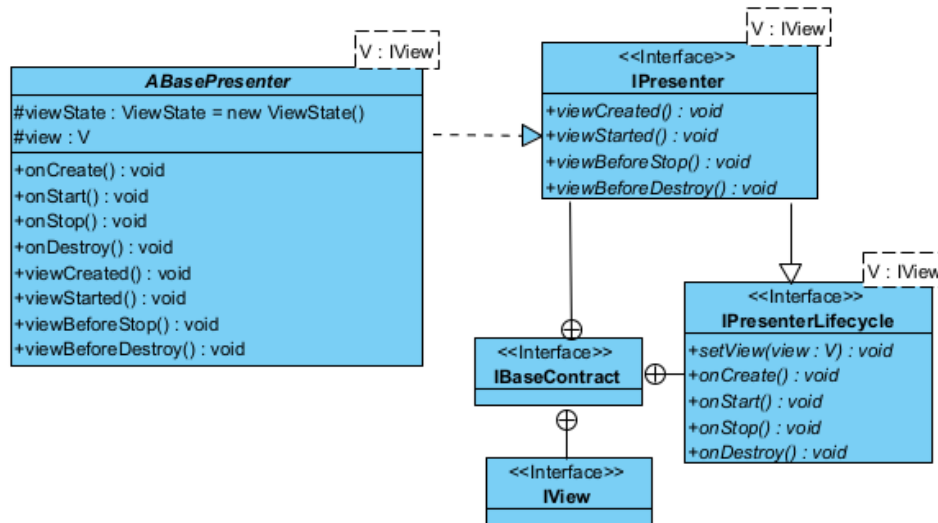 V : IView
ABasePresenter
#viewState : ViewState = new ViewState()
#view : V
+onCreate() : void
+onStart() : void
+onStop() : void
+onDestroy() : void
+viewCreated() : void
+viewStarted() : void
+viewBeforeStop() : void
+viewBeforeDestroy() : void
V : IView
<<Interface>>
IPresenter
+viewCreated() : void
+viewStarted() : void
+viewBeforeStop() : void
+viewBeforeDestroy() : void
V : IView
<<Interface>>
IPresenterLifecycle
+setView(view : V) : void
+onCreate() : void
+onStart() : void
+onStop() : void
+onDestroy() : void
<<Interface>>
IBaseContract
<<Interface>>
IView